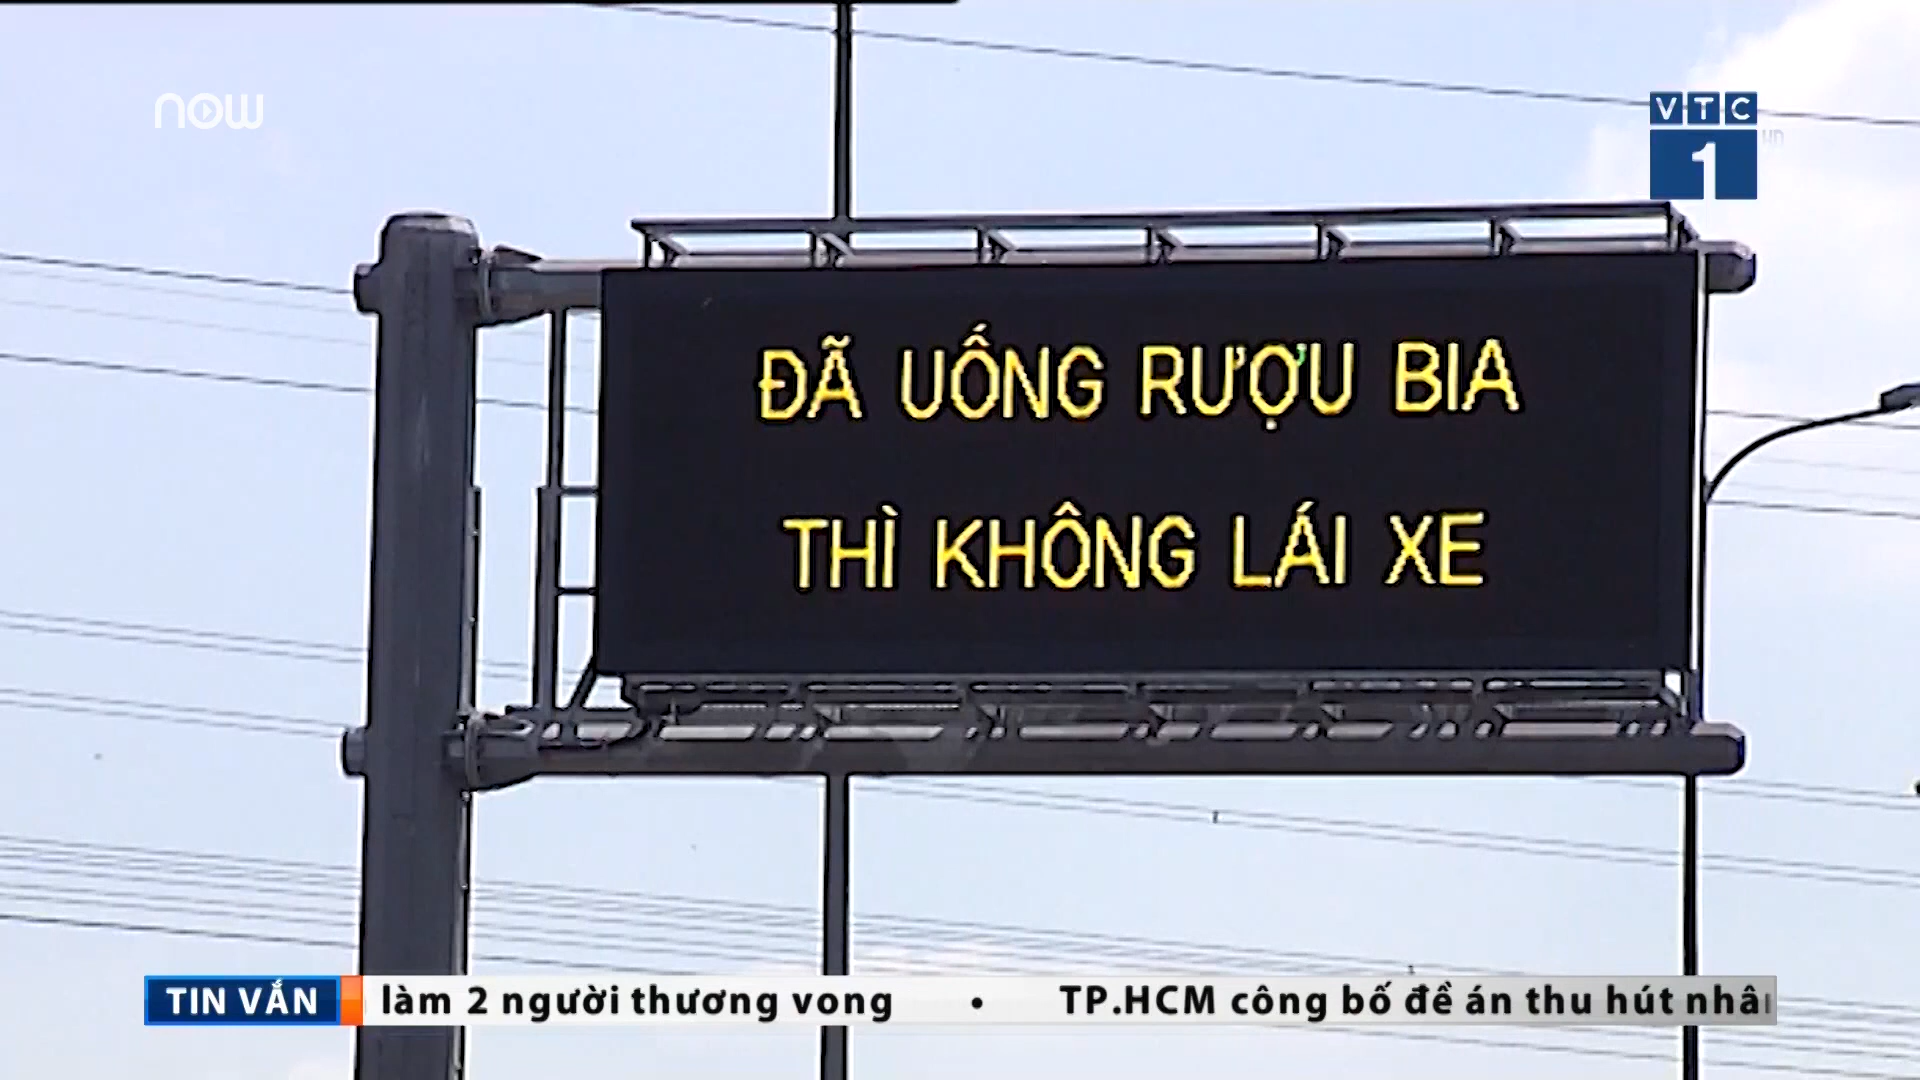 now
VTC
HD
1
ĐÃ UỐNG RƯỢU BIA
THÌ KHÔNG LÁI XE
TIN VẮN làm 2 người thương vong • TP.HCM công bố đề án thu hút